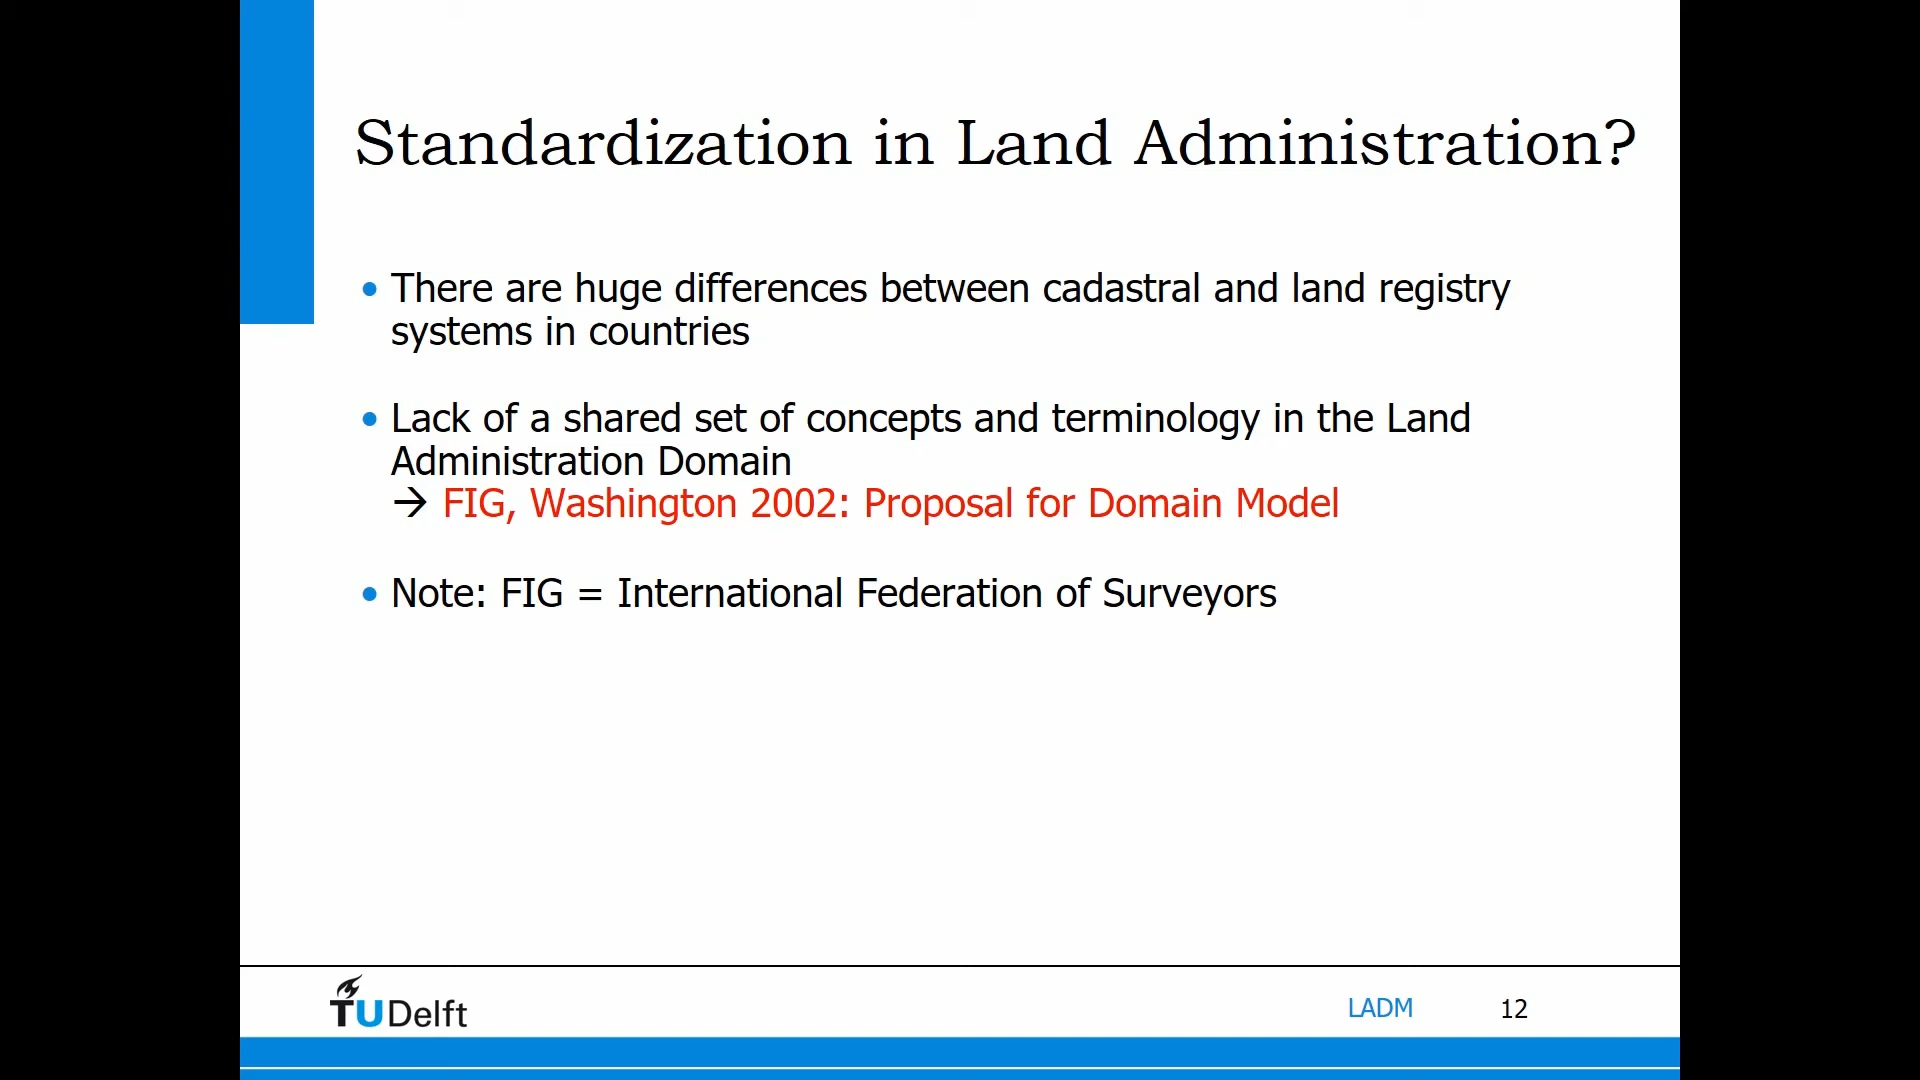 Standardization in Land Administration?
• There are huge differences between cadastral and land registry
systems in countries
• Lack of a shared set of concepts and terminology in the Land
Administration Domain
→ FIG, Washington 2002: Proposal for Domain Model
• Note: FIG = International Federation of Surveyors
TUDelft
LADM
12